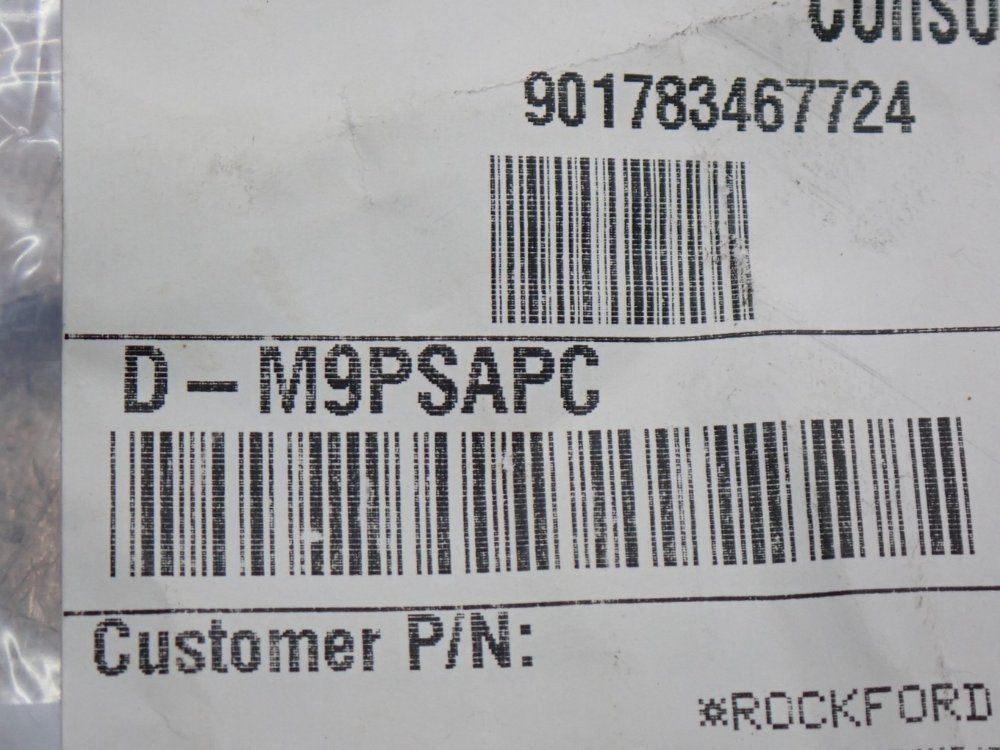 901783467724
D-M9PSAPC
Customer P/N:
*ROCKFORD